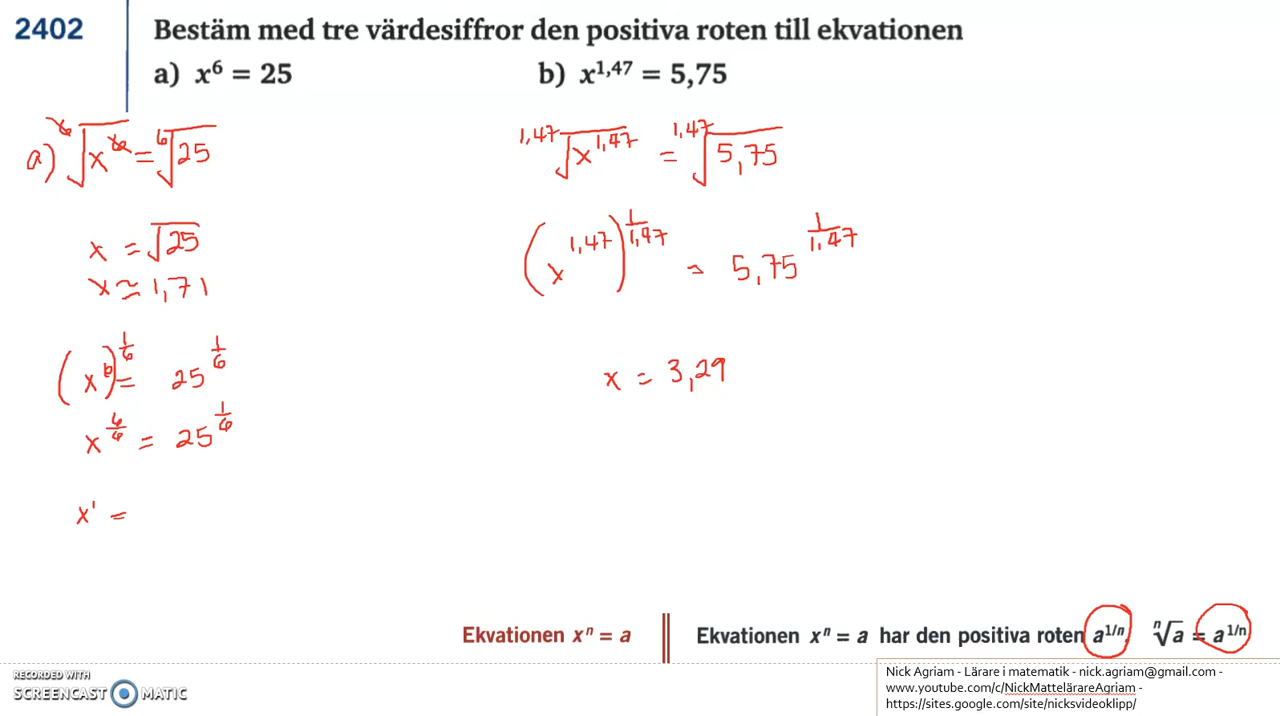 2402 Bestäm med tre värdesiffror den positiva roten till ekvationen
a) x⁶ = 25 b) x^1,47 = 5,75
a) ⁶√x⁶ = ⁶√25
x = √25
x ≈ 1,71
(x⁶)^(1/6) = 25^(1/6)
x^(6/6) = 25^(1/6)
x¹ =
^1,47√x^1,47 = ^1,47√5,75
(x^1,47)^(1/1,47) = 5,75^(1/1,47)
x = 3,29
Ekvationen xⁿ = a
Ekvationen xⁿ = a har den positiva roten a^1/n. ⁿ√a = a^1/n
RECORDED WITH
SCREENCAST MATIC
Nick Agriam - Lärare i matematik - nick.agriam@gmail.com -
www.youtube.com/c/NickMattelärareAgriam -
https://sites.google.com/site/nicksvideoklipp/